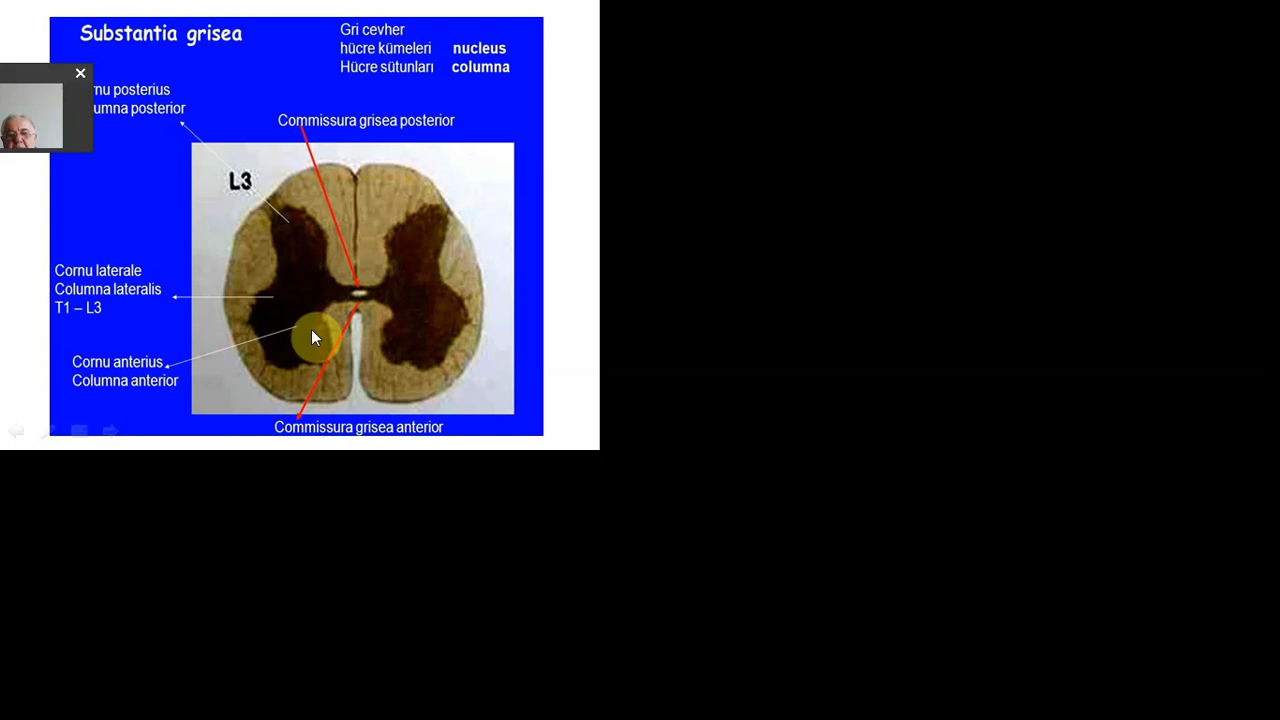 Substantia grisea
Gri cevher
hücre kümeleri nucleus
Hücre sütunları columna
rnu posterius
umna posterior
Commissura grisea posterior
L3
Cornu laterale
Columna lateralis
T1 – L3
Cornu anterius
Columna anterior
Commissura grisea anterior